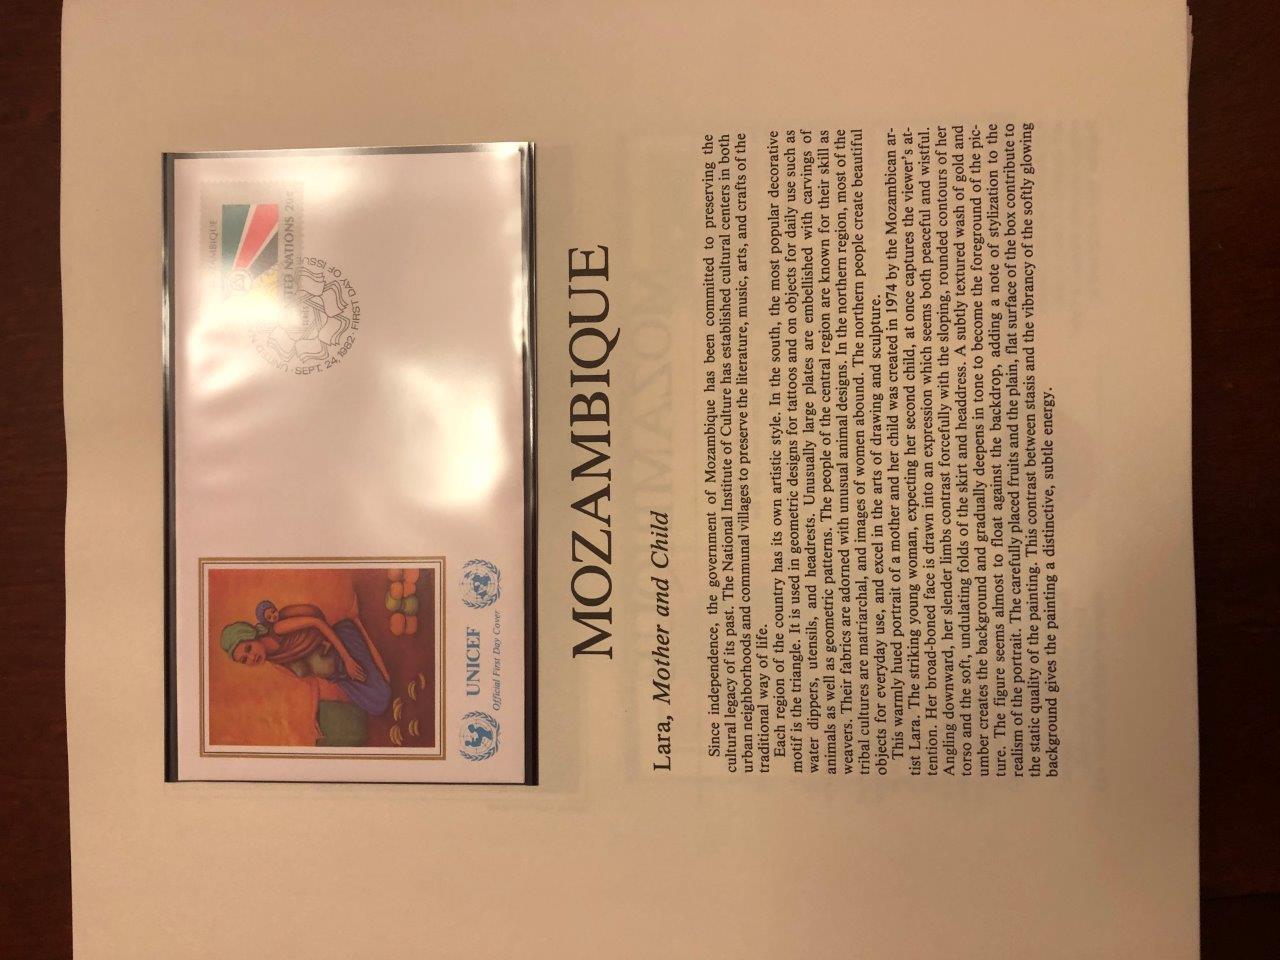 MOZAMBIQUE
UNITED NATIONS
SEPT. 24, 1982 · FIRST DAY OF ISSUE
UNICEF
Official First Day Cover
MOZAMBIQUE
Lara, Mother and Child
Since independence, the government of Mozambique has been committed to preserving the
cultural legacy of its past. The National Institute of Culture has established cultural centers in both
urban neighborhoods and communal villages to preserve the literature, music, arts, and crafts of the
traditional way of life.
Each region of the country has its own artistic style. In the south, the most popular decorative
motif is the triangle. It is used in geometric designs for tattoos and on objects for daily use such as
water dippers, utensils, and headrests. Unusually large plates are embellished with carvings of
animals as well as geometric patterns. The people of the central region are known for their skill as
weavers. Their fabrics are adorned with unusual animal designs. In the northern region, most of the
tribal cultures are matriarchal, and images of women abound. The northern people create beautiful
objects for everyday use, and excel in the arts of drawing and sculpture.
This warmly hued portrait of a mother and her child was created in 1974 by the Mozambican ar-
tist Lara. The striking young woman, expecting her second child, at once captures the viewer's at-
tention. Her broad-boned face is drawn into an expression which seems both peaceful and wistful.
Angling downward, her slender limbs contrast forcefully with the sloping, rounded contours of her
torso and the soft, undulating folds of the skirt and headdress. A subtly textured wash of gold and
umber creates the background and gradually deepens in tone to become the foreground of the pic-
ture. The figure seems almost to float against the backdrop, adding a note of stylization to the
realism of the portrait. The carefully placed fruits and the plain, flat surface of the box contribute to
the static quality of the painting. This contrast between stasis and the vibrancy of the softly glowing
background gives the painting a distinctive, subtle energy.